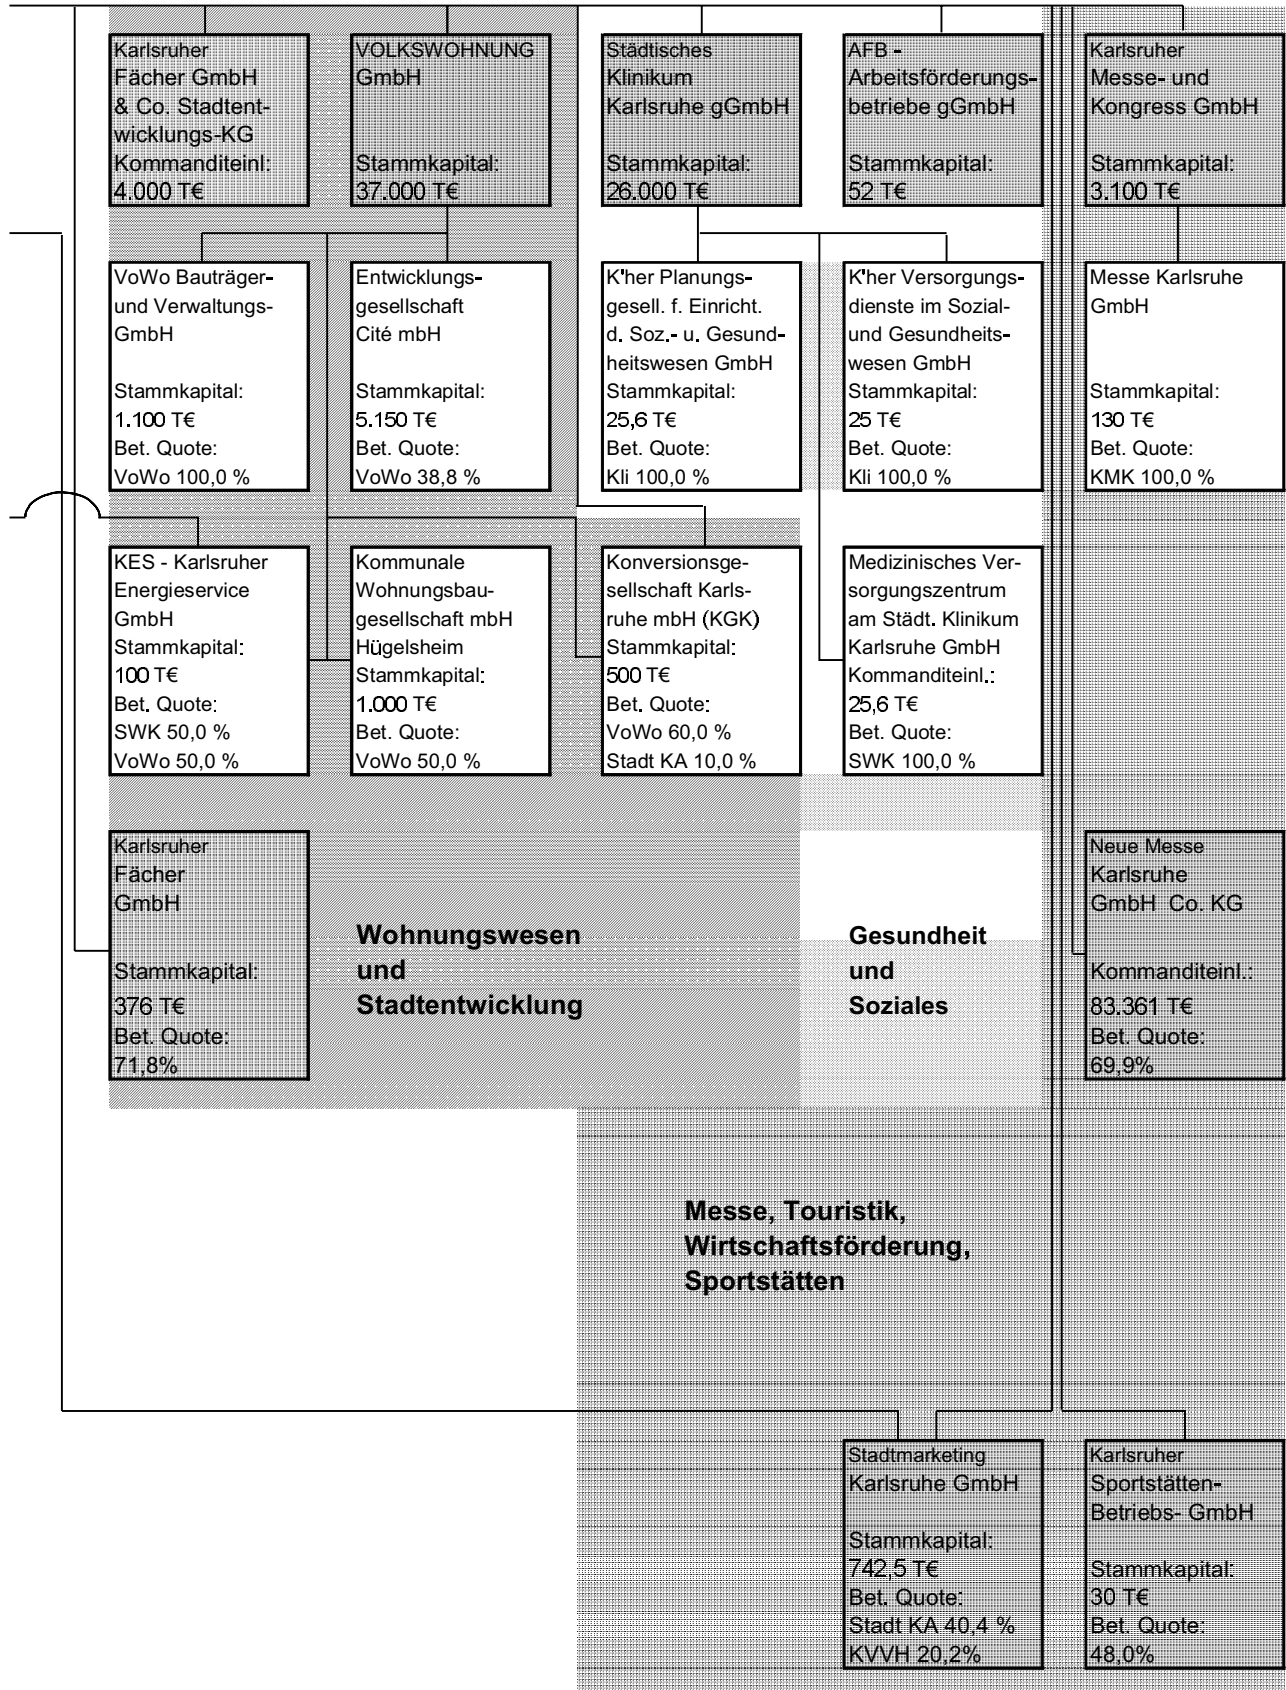 Karlsruher
Fächer GmbH
& Co. Stadtent-
wicklungs-KG
Kommanditeinl:
4.000 T€
VOLKSWOHNUNG
GmbH
Stammkapital:
37.000 T€
Städtisches
Klinikum
Karlsruhe gGmbH
Stammkapital:
26.000 T€
AFB -
Arbeitsförderungs-
betriebe gGmbH
Stammkapital:
52 T€
Karlsruher
Messe- und
Kongress GmbH
Stammkapital:
3.100 T€
VoWo Bauträger-
und Verwaltungs-
GmbH
Stammkapital:
1.100 T€
Bet. Quote:
VoWo 100,0 %
Entwicklungs-
gesellschaft
Cité mbH
Stammkapital:
5.150 T€
Bet. Quote:
VoWo 38,8 %
K'her Planungs-
gesell. f. Einricht.
d. Soz.- u. Gesund-
heitswesen GmbH
Stammkapital:
25,6 T€
Bet. Quote:
Kli 100,0 %
K'her Versorgungs-
dienste im Sozial-
und Gesundheits-
wesen GmbH
Stammkapital:
25 T€
Bet. Quote:
Kli 100,0 %
Messe Karlsruhe
GmbH
Stammkapital:
130 T€
Bet. Quote:
KMK 100,0 %
KES - Karlsruher
Energieservice
GmbH
Stammkapital:
100 T€
Bet. Quote:
SWK 50,0 %
VoWo 50,0 %
Kommunale
Wohnungsbau-
gesellschaft mbH
Hügelsheim
Stammkapital:
1.000 T€
Bet. Quote:
VoWo 50,0 %
Konversionsge-
sellschaft Karls-
ruhe mbH (KGK)
Stammkapital:
500 T€
Bet. Quote:
VoWo 60,0 %
Stadt KA 10,0 %
Medizinisches Ver-
sorgungszentrum
am Städt. Klinikum
Karlsruhe GmbH
Kommanditeinl.:
25,6 T€
Bet. Quote:
SWK 100,0 %
Karlsruher
Fächer
GmbH
Stammkapital:
376 T€
Bet. Quote:
71,8%
Wohnungswesen
und
Stadtentwicklung
Gesundheit
und
Soziales
Neue Messe
Karlsruhe
GmbH Co. KG
Kommanditeinl.:
83.361 T€
Bet. Quote:
69,9%
Messe, Touristik,
Wirtschaftsförderung,
Sportstätten
Stadtmarketing
Karlsruhe GmbH
Stammkapital:
742,5 T€
Bet. Quote:
Stadt KA 40,4 %
KVVH 20,2%
Karlsruher
Sportstätten-
Betriebs- GmbH
Stammkapital:
30 T€
Bet. Quote:
48,0%